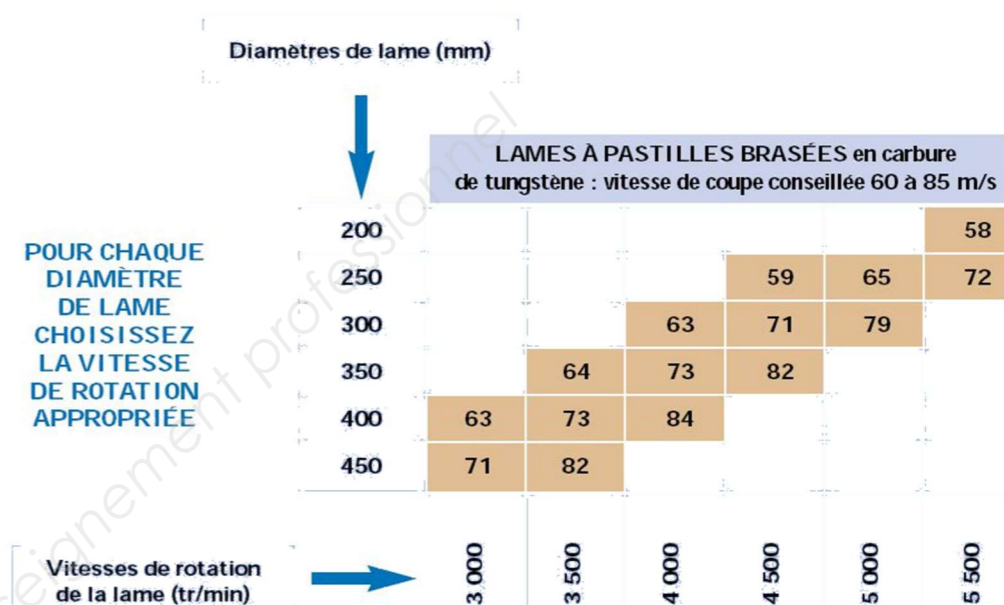 Diamètres de lame (mm)
LAMES À PASTILLES BRASÉES en carbure
de tungstène : vitesse de coupe conseillée 60 à 85 m/s
POUR CHAQUE
DIAMÈTRE
DE LAME
CHOISISSEZ
LA VITESSE
DE ROTATION
APPROPRIÉE
200 58
250 59 65 72
300 63 71 79
350 64 73 82
400 63 73 84
450 71 82
Vitesses de rotation
de la lame (tr/min)
3 000 3 500 4 000 4 500 5 000 5 500
eignement professionnel